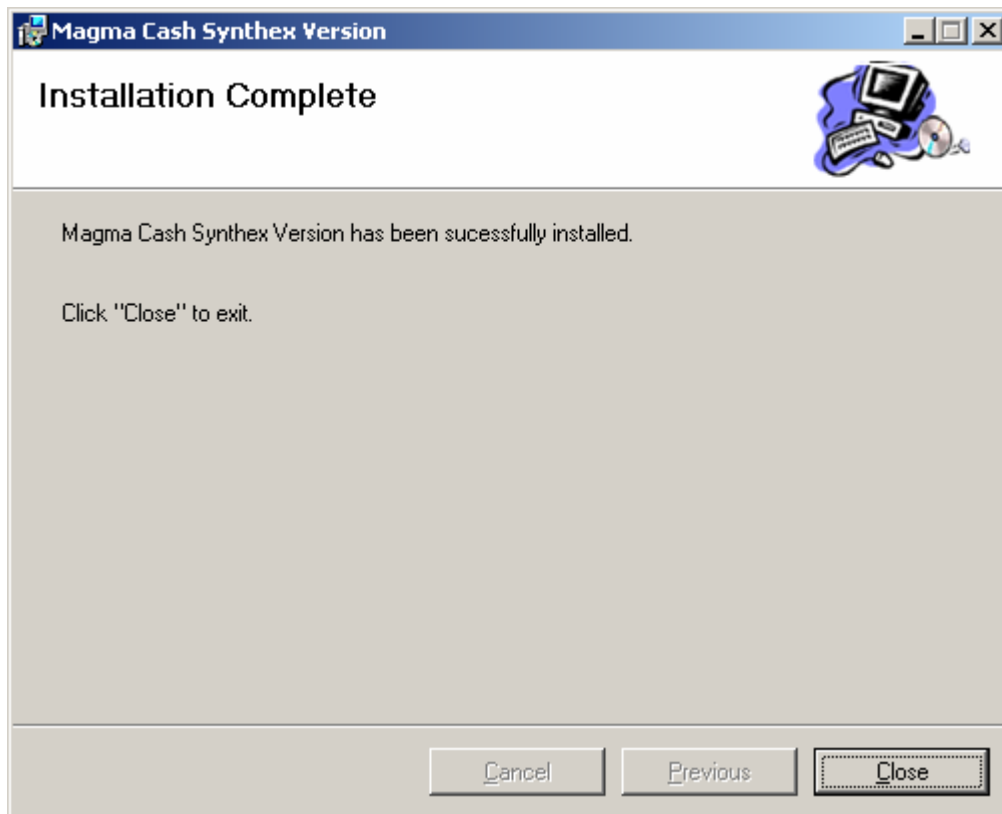 Magma Cash Synthex Version
Installation Complete
Magma Cash Synthex Version has been sucessfully installed.
Click "Close" to exit.
Cancel
Previous
Close